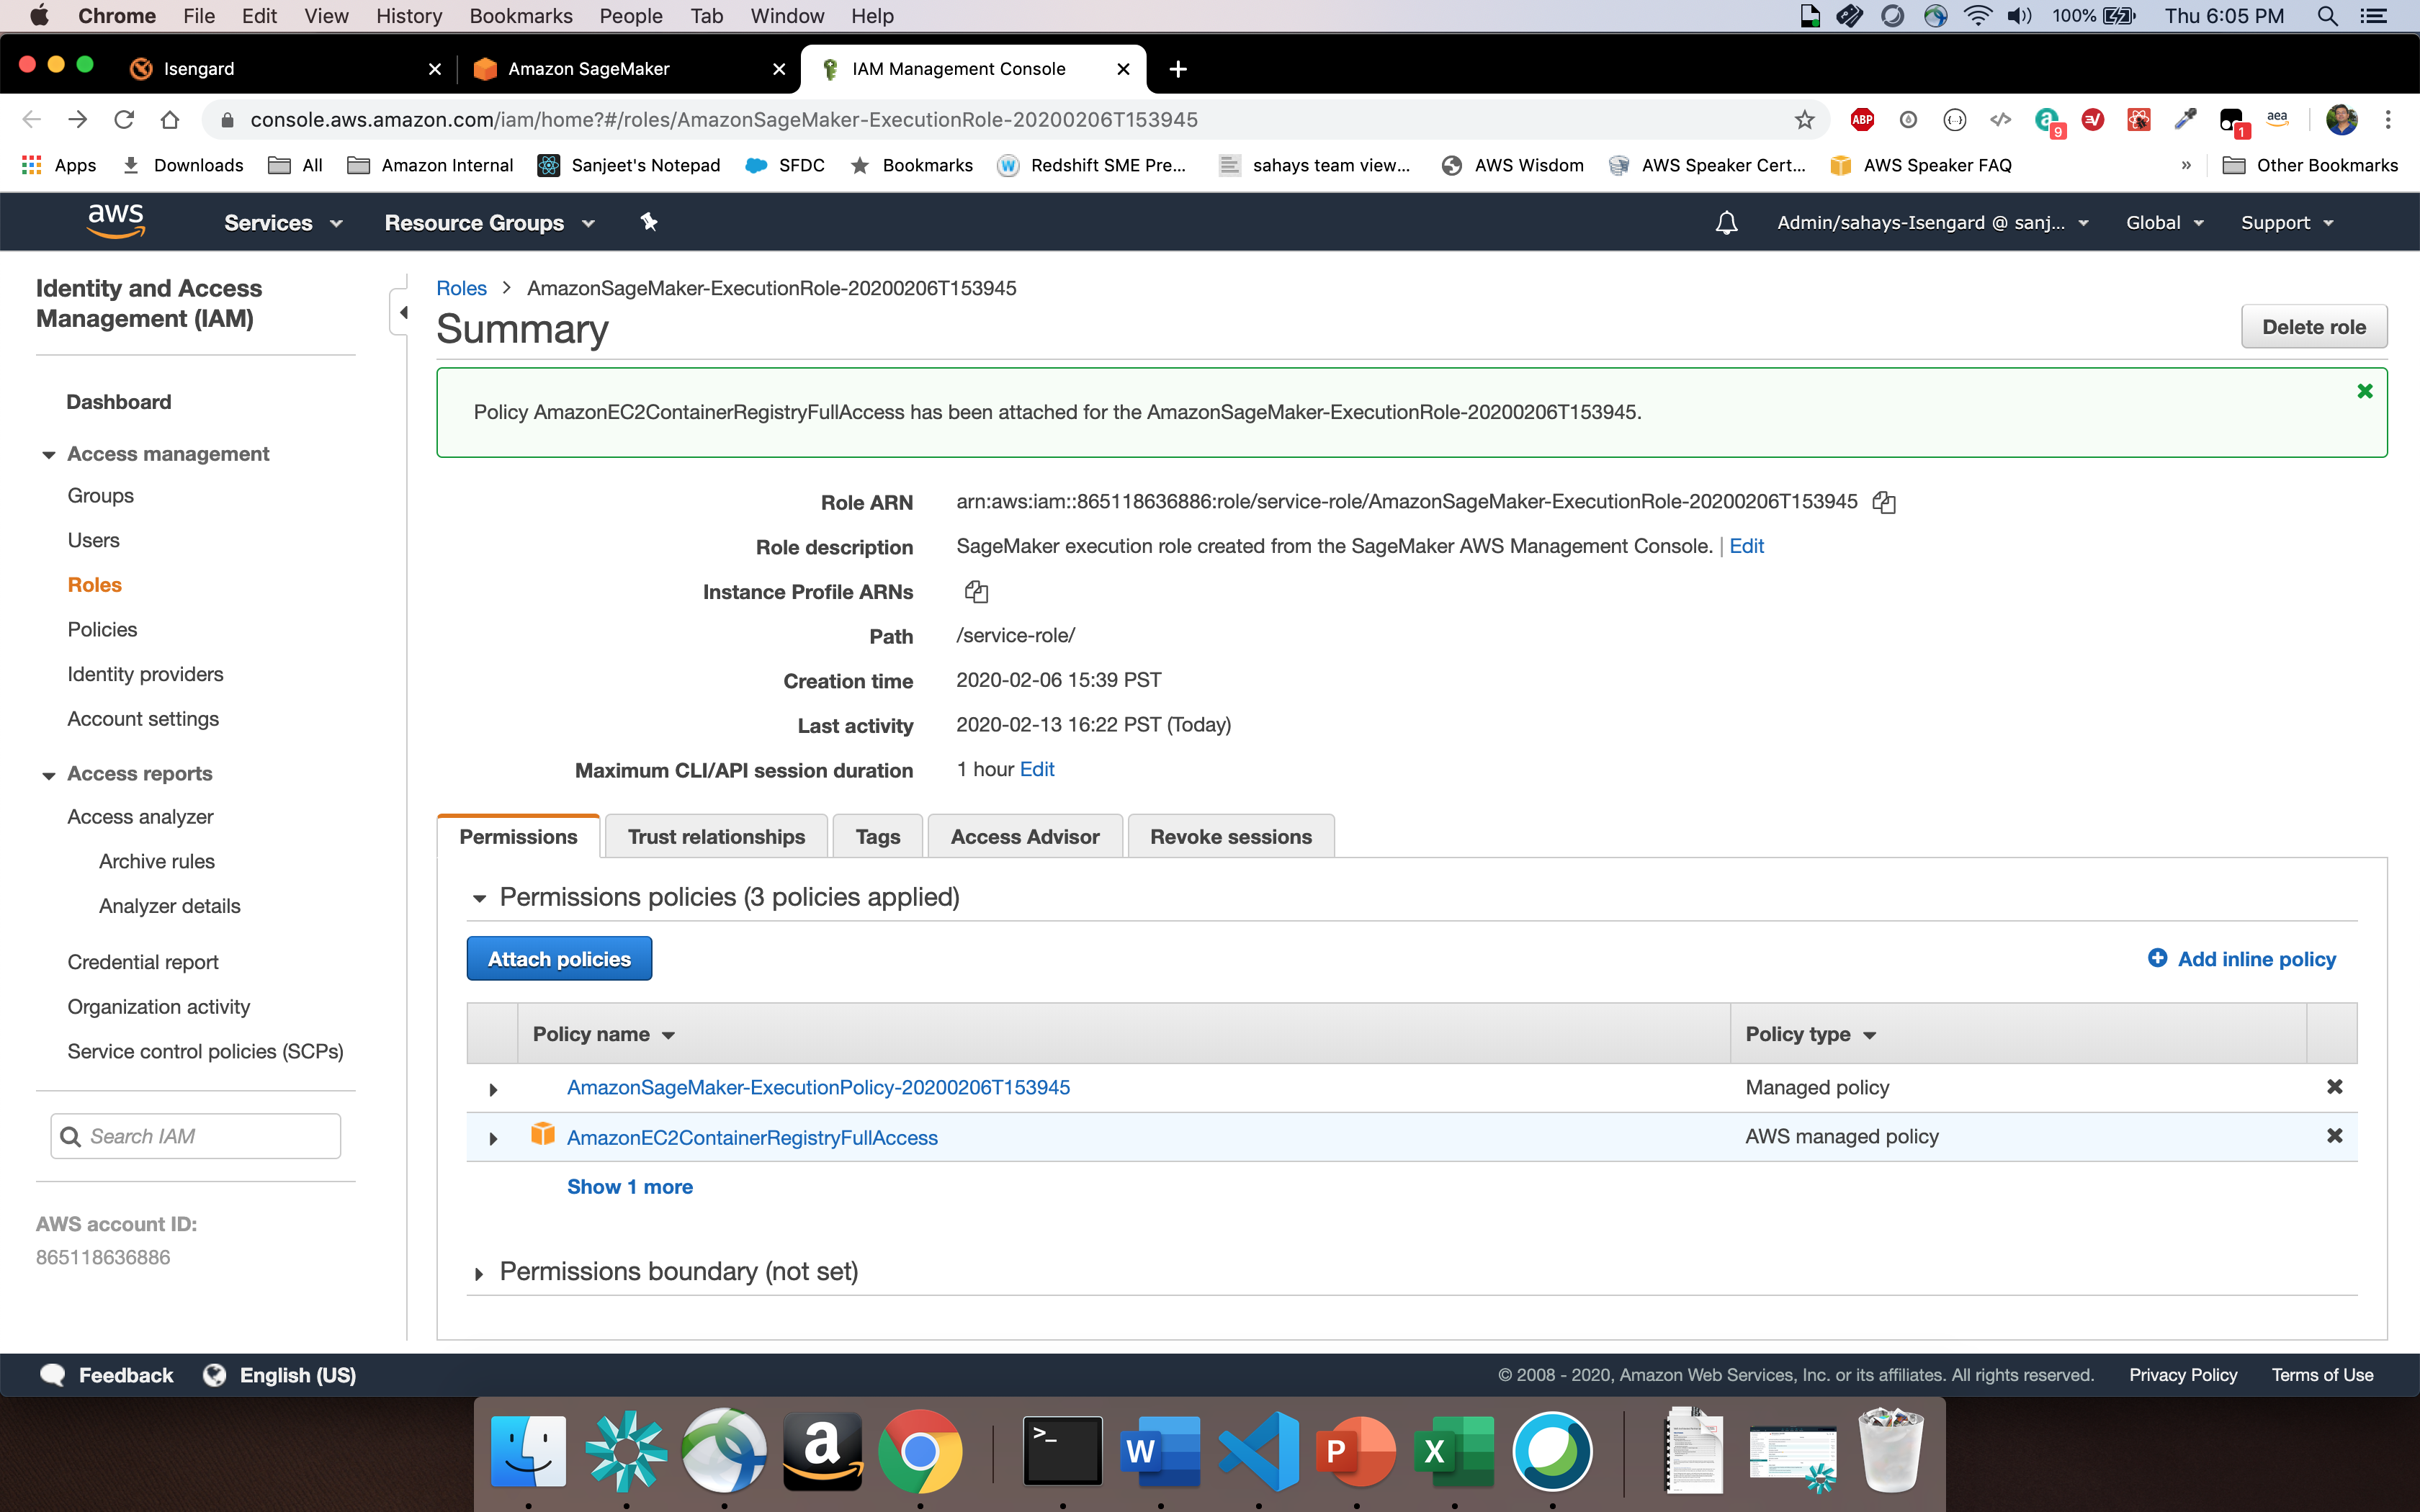 Chrome File Edit View History Bookmarks People Tab Window Help 100% Thu 6:05 PM
Isengard Amazon SageMaker IAM Management Console
console.aws.amazon.com/iam/home?#/roles/AmazonSageMaker-ExecutionRole-20200206T153945 ABP 9 1 aea
Apps Downloads All Amazon Internal Sanjeet's Notepad SFDC Bookmarks Redshift SME Pre... sahays team view... AWS Wisdom AWS Speaker Cert... AWS Speaker FAQ » Other Bookmarks
aws Services Resource Groups Admin/sahays-Isengard @ sanj... Global Support
Identity and Access
Management (IAM)
Dashboard
Access management
Groups
Users
Roles
Policies
Identity providers
Account settings
Access reports
Access analyzer
Archive rules
Analyzer details
Credential report
Organization activity
Service control policies (SCPs)
Search IAM
AWS account ID:
865118636886
Roles > AmazonSageMaker-ExecutionRole-20200206T153945
Summary
Delete role
Policy AmazonEC2ContainerRegistryFullAccess has been attached for the AmazonSageMaker-ExecutionRole-20200206T153945.
Role ARN arn:aws:iam::865118636886:role/service-role/AmazonSageMaker-ExecutionRole-20200206T153945
Role description SageMaker execution role created from the SageMaker AWS Management Console. | Edit
Instance Profile ARNs
Path /service-role/
Creation time 2020-02-06 15:39 PST
Last activity 2020-02-13 16:22 PST (Today)
Maximum CLI/API session duration 1 hour Edit
Permissions Trust relationships Tags Access Advisor Revoke sessions
Permissions policies (3 policies applied)
Attach policies Add inline policy
Policy name Policy type
AmazonSageMaker-ExecutionPolicy-20200206T153945 Managed policy
AmazonEC2ContainerRegistryFullAccess AWS managed policy
Show 1 more
Permissions boundary (not set)
Feedback English (US) © 2008 - 2020, Amazon Web Services, Inc. or its affiliates. All rights reserved. Privacy Policy Terms of Use
a >_ W P X